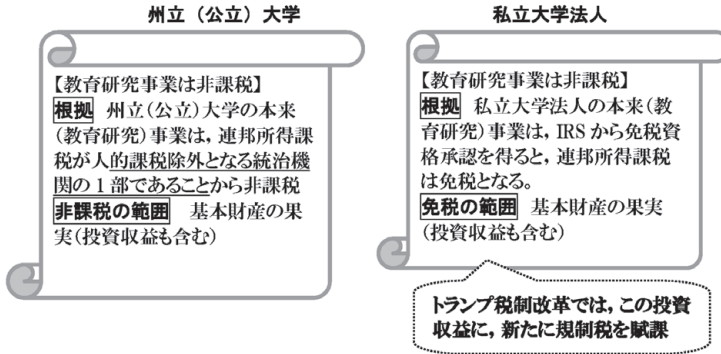 州立（公立）大学
【教育研究事業は非課税】
根拠　州立（公立）大学の本来
（教育研究）事業は，連邦所得課
税が人的課税除外となる統治機
関の１部であることから非課税
非課税の範囲　基本財産の果
実（投資収益も含む）
私立大学法人
【教育研究事業は非課税】
根拠　私立大学法人の本来（教
育研究）事業は，IRSから免税資
格承認を得ると，連邦所得課税
は免税となる。
免税の範囲　基本財産の果実
（投資収益も含む）
トランプ税制改革では，この投資
収益に，新たに規制税を賦課